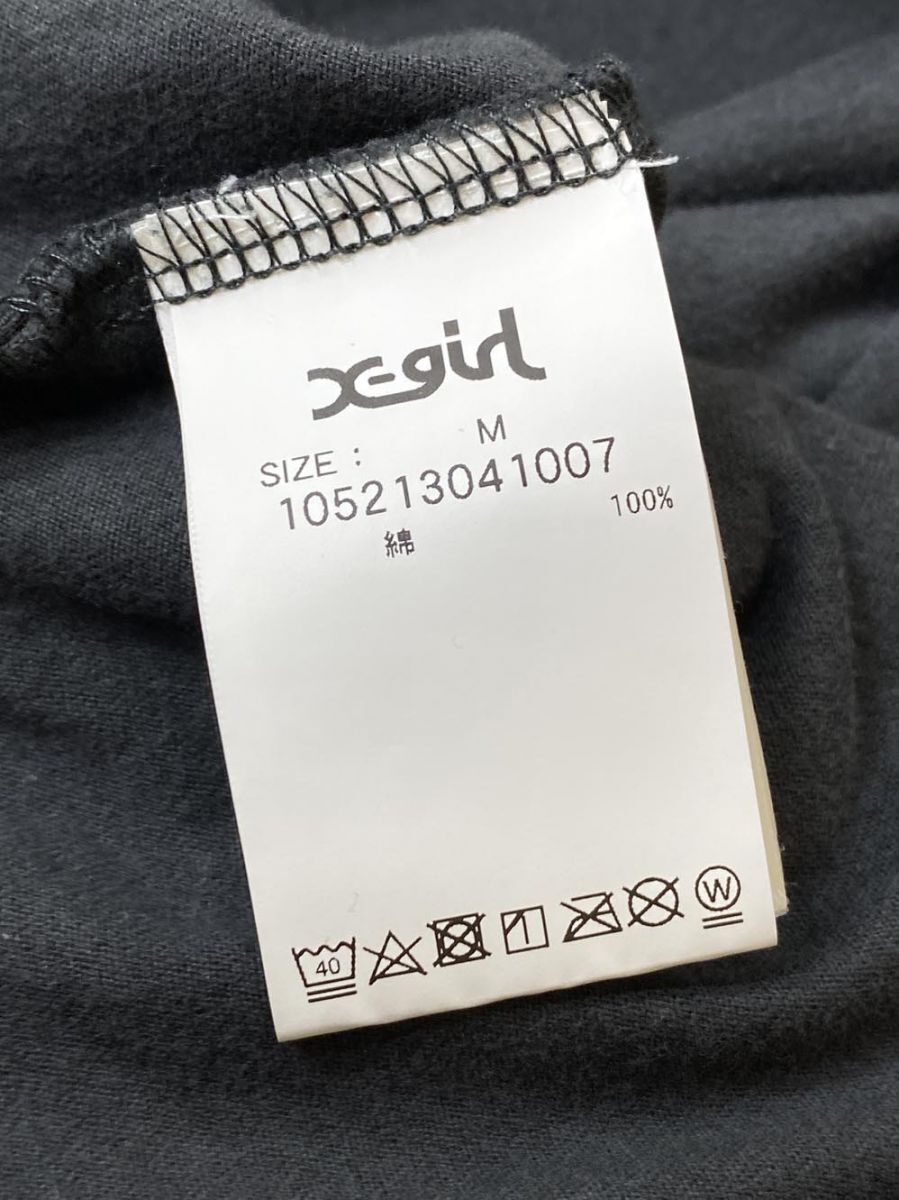 X-girl
SIZE : M
105213041007
綿 100%
40 W